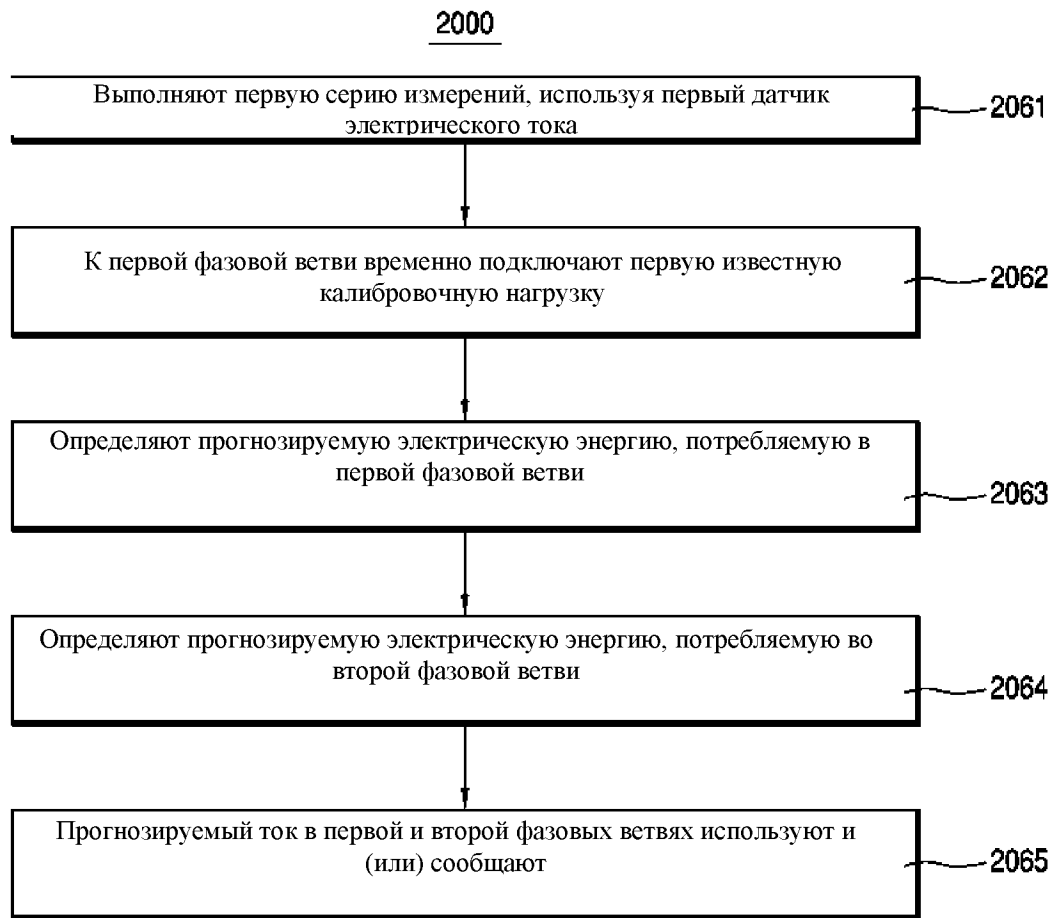 2000
Выполняют первую серию измерений, используя первый датчик
электрического тока
2061
К первой фазовой ветви временно подключают первую известную
калибровочную нагрузку
2062
Определяют прогнозируемую электрическую энергию, потребляемую в
первой фазовой ветви
2063
Определяют прогнозируемую электрическую энергию, потребляемую во
второй фазовой ветви
2064
Прогнозируемый ток в первой и второй фазовых ветвях используют и
(или) сообщают
2065